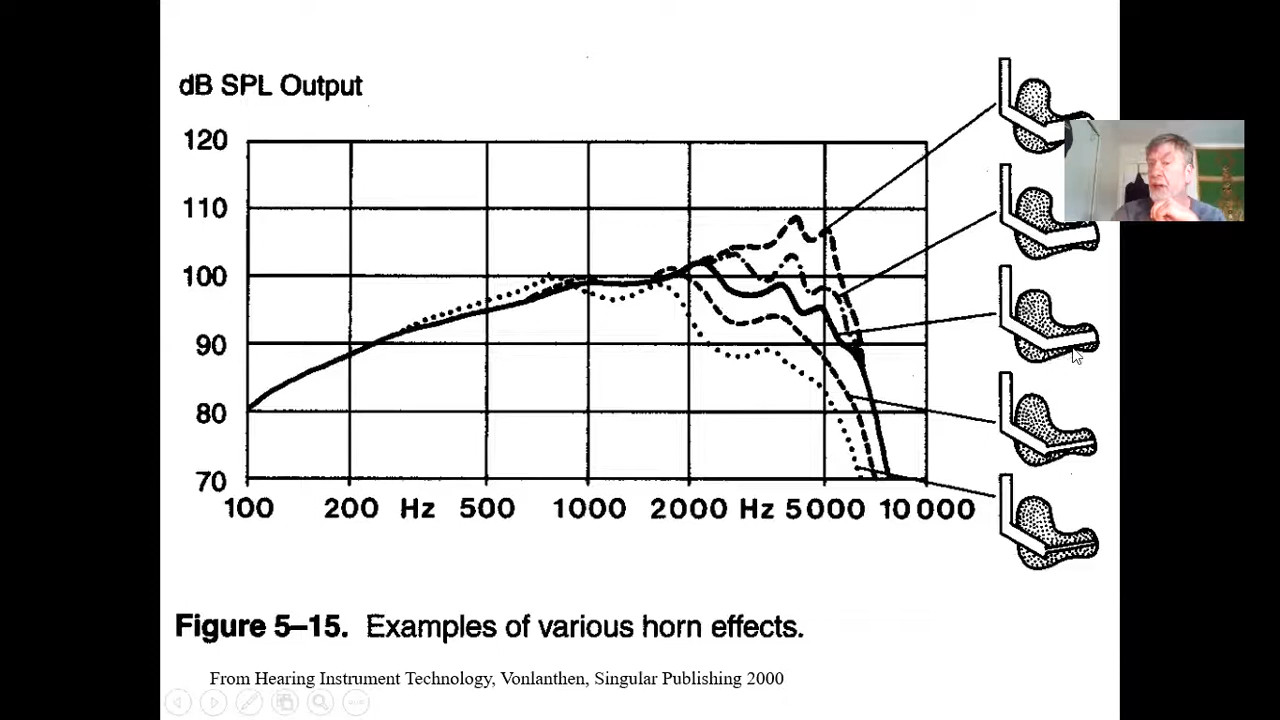 dB SPL Output
120
110
100
90
80
70
100 200 Hz 500 1000 2000 Hz 5000 10 000
Figure 5–15. Examples of various horn effects.
From Hearing Instrument Technology, Vonlanthen, Singular Publishing 2000